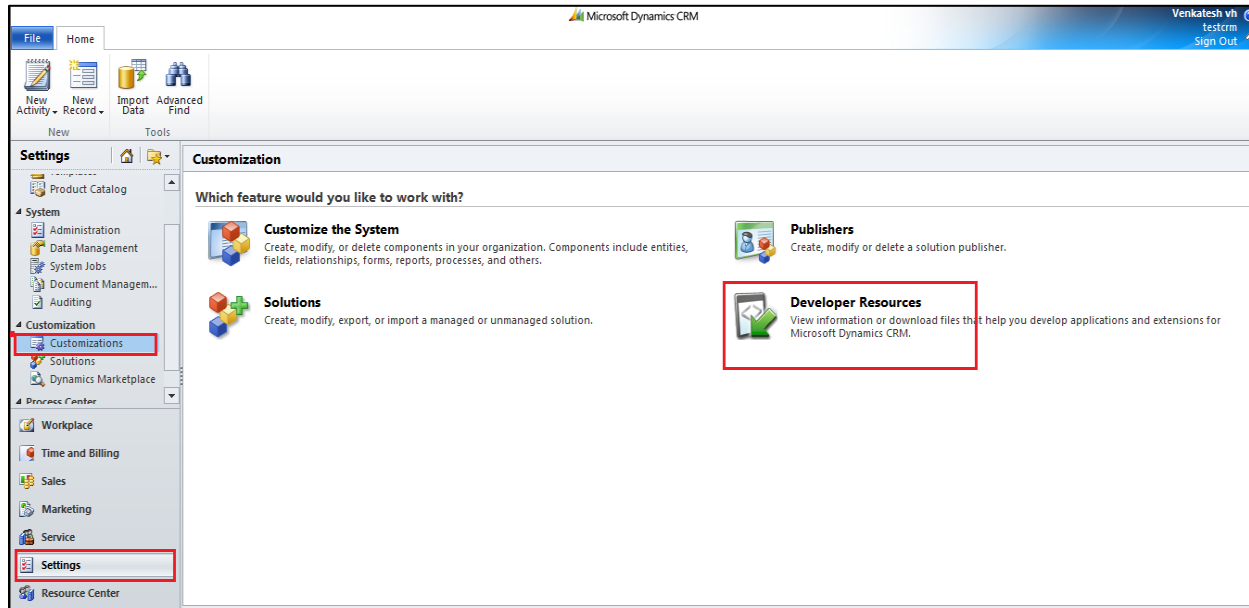 Microsoft Dynamics CRM
Venkatesh vh
testcrm
Sign Out
File
Home
New Activity
New Record
Import Data
Advanced Find
New
Tools
Settings
Customization
Templates
Product Catalog
System
Administration
Data Management
System Jobs
Document Managem...
Auditing
Customization
Customizations
Solutions
Dynamics Marketplace
Process Center
Workplace
Time and Billing
Sales
Marketing
Service
Settings
Resource Center
Which feature would you like to work with?
Customize the System
Create, modify, or delete components in your organization. Components include entities,
fields, relationships, forms, reports, processes, and others.
Publishers
Create, modify or delete a solution publisher.
Solutions
Create, modify, export, or import a managed or unmanaged solution.
Developer Resources
View information or download files that help you develop applications and extensions for
Microsoft Dynamics CRM.